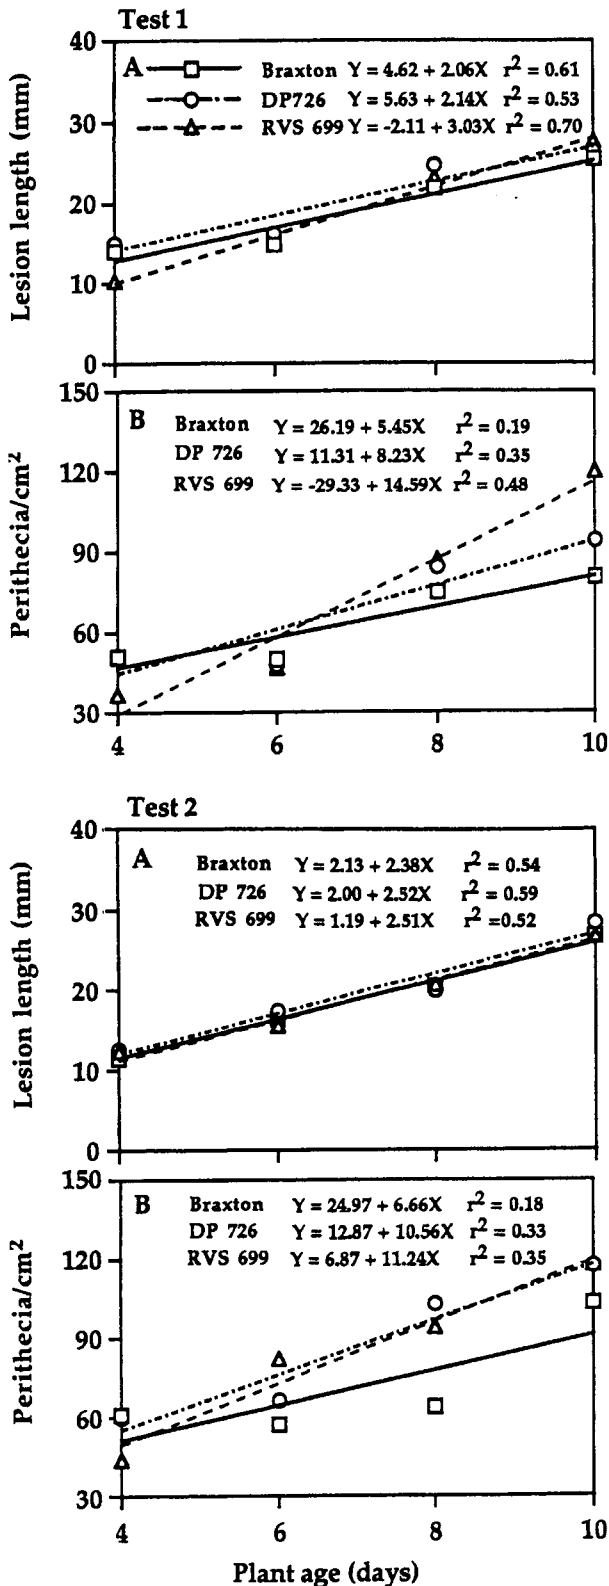 Test 1
A Braxton Y = 4.62 + 2.06X r² = 0.61
DP726 Y = 5.63 + 2.14X r² = 0.53
RVS 699 Y = -2.11 + 3.03X r² = 0.70
Lesion length (mm)
40
30
20
10
0
B Braxton Y = 26.19 + 5.45X r² = 0.19
DP 726 Y = 11.31 + 8.23X r² = 0.35
RVS 699 Y = -29.33 + 14.59X r² = 0.48
Perithecia/cm²
150
120
90
60
30
4 6 8 10
Test 2
A Braxton Y = 2.13 + 2.38X r² = 0.54
DP 726 Y = 2.00 + 2.52X r² = 0.59
RVS 699 Y = 1.19 + 2.51X r² =0.52
Lesion length (mm)
40
30
20
10
0
B Braxton Y = 24.97 + 6.66X r² = 0.18
DP 726 Y = 12.87 + 10.56X r² = 0.33
RVS 699 Y = 6.87 + 11.24X r² = 0.35
Perithecia/cm²
150
120
90
60
30
4 6 8 10
Plant age (days)